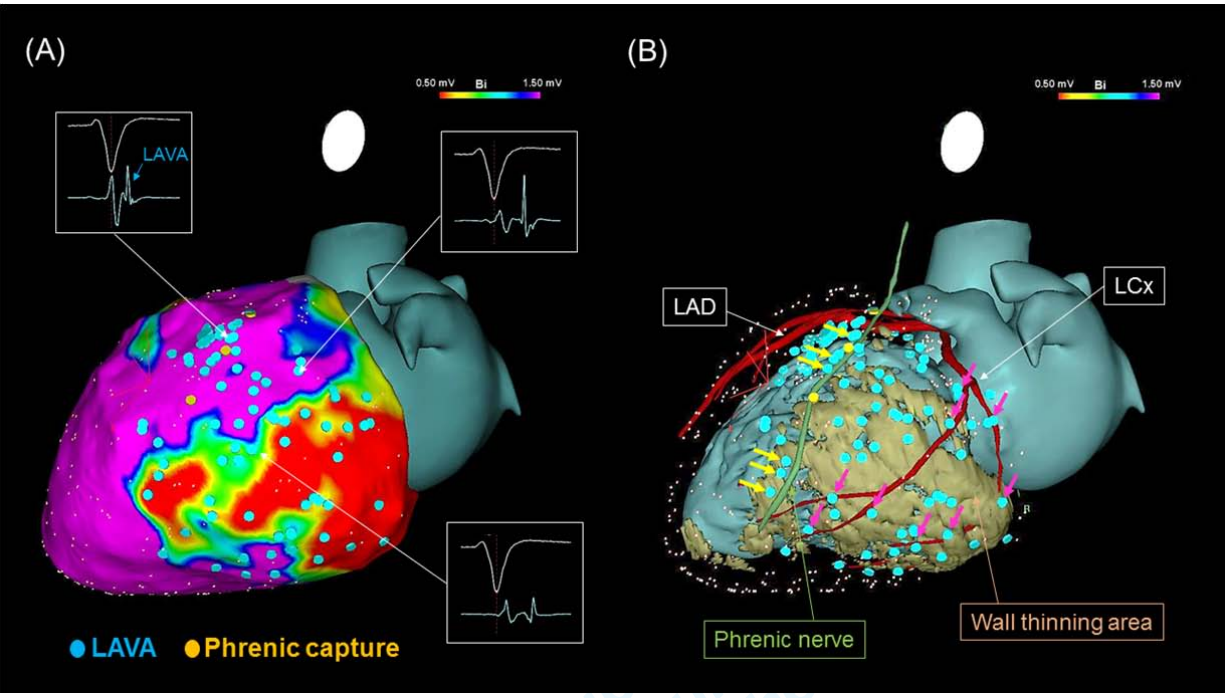 (A)
0.50 mV Bi 1.50 mV
LAVA
LAVA
Phrenic capture
(B)
0.50 mV Bi 1.50 mV
LAD
LCx
R
Phrenic nerve
Wall thinning area